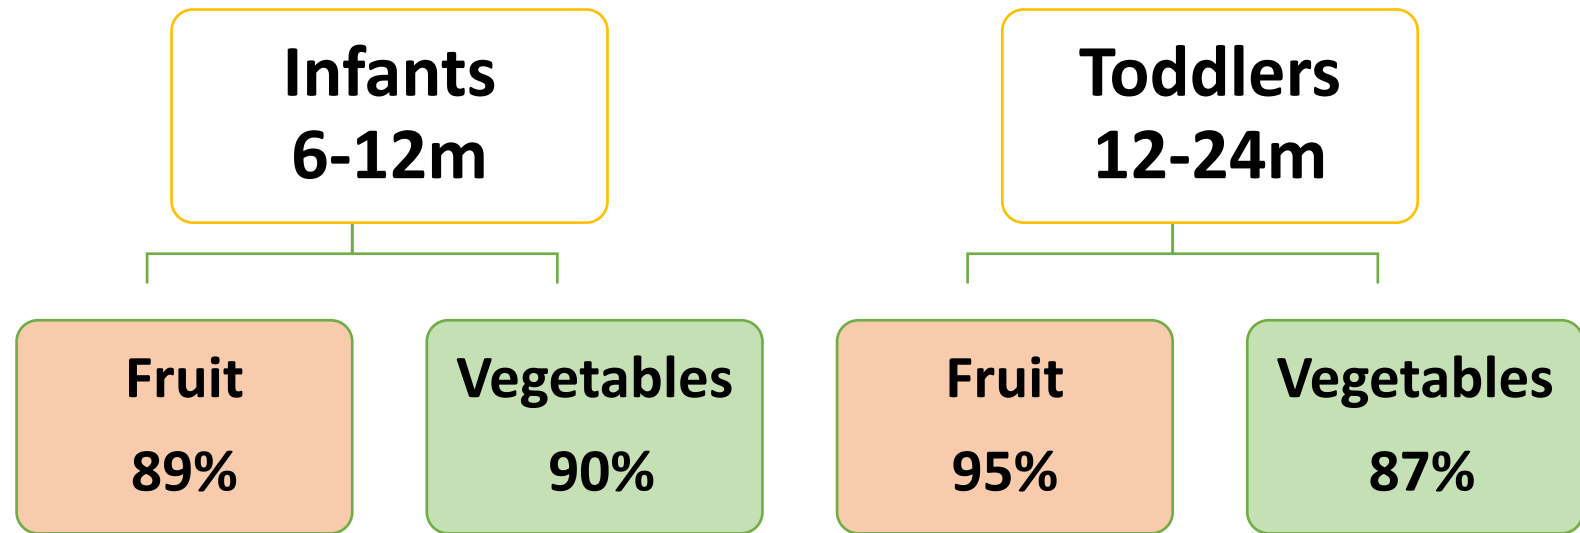 Infants
6-12m
Toddlers
12-24m
Fruit
89%
Vegetables
90%
Fruit
95%
Vegetables
87%